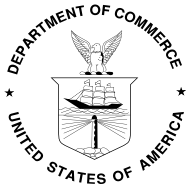 DEPARTMENT OF COMMERCE
UNITED STATES OF AMERICA